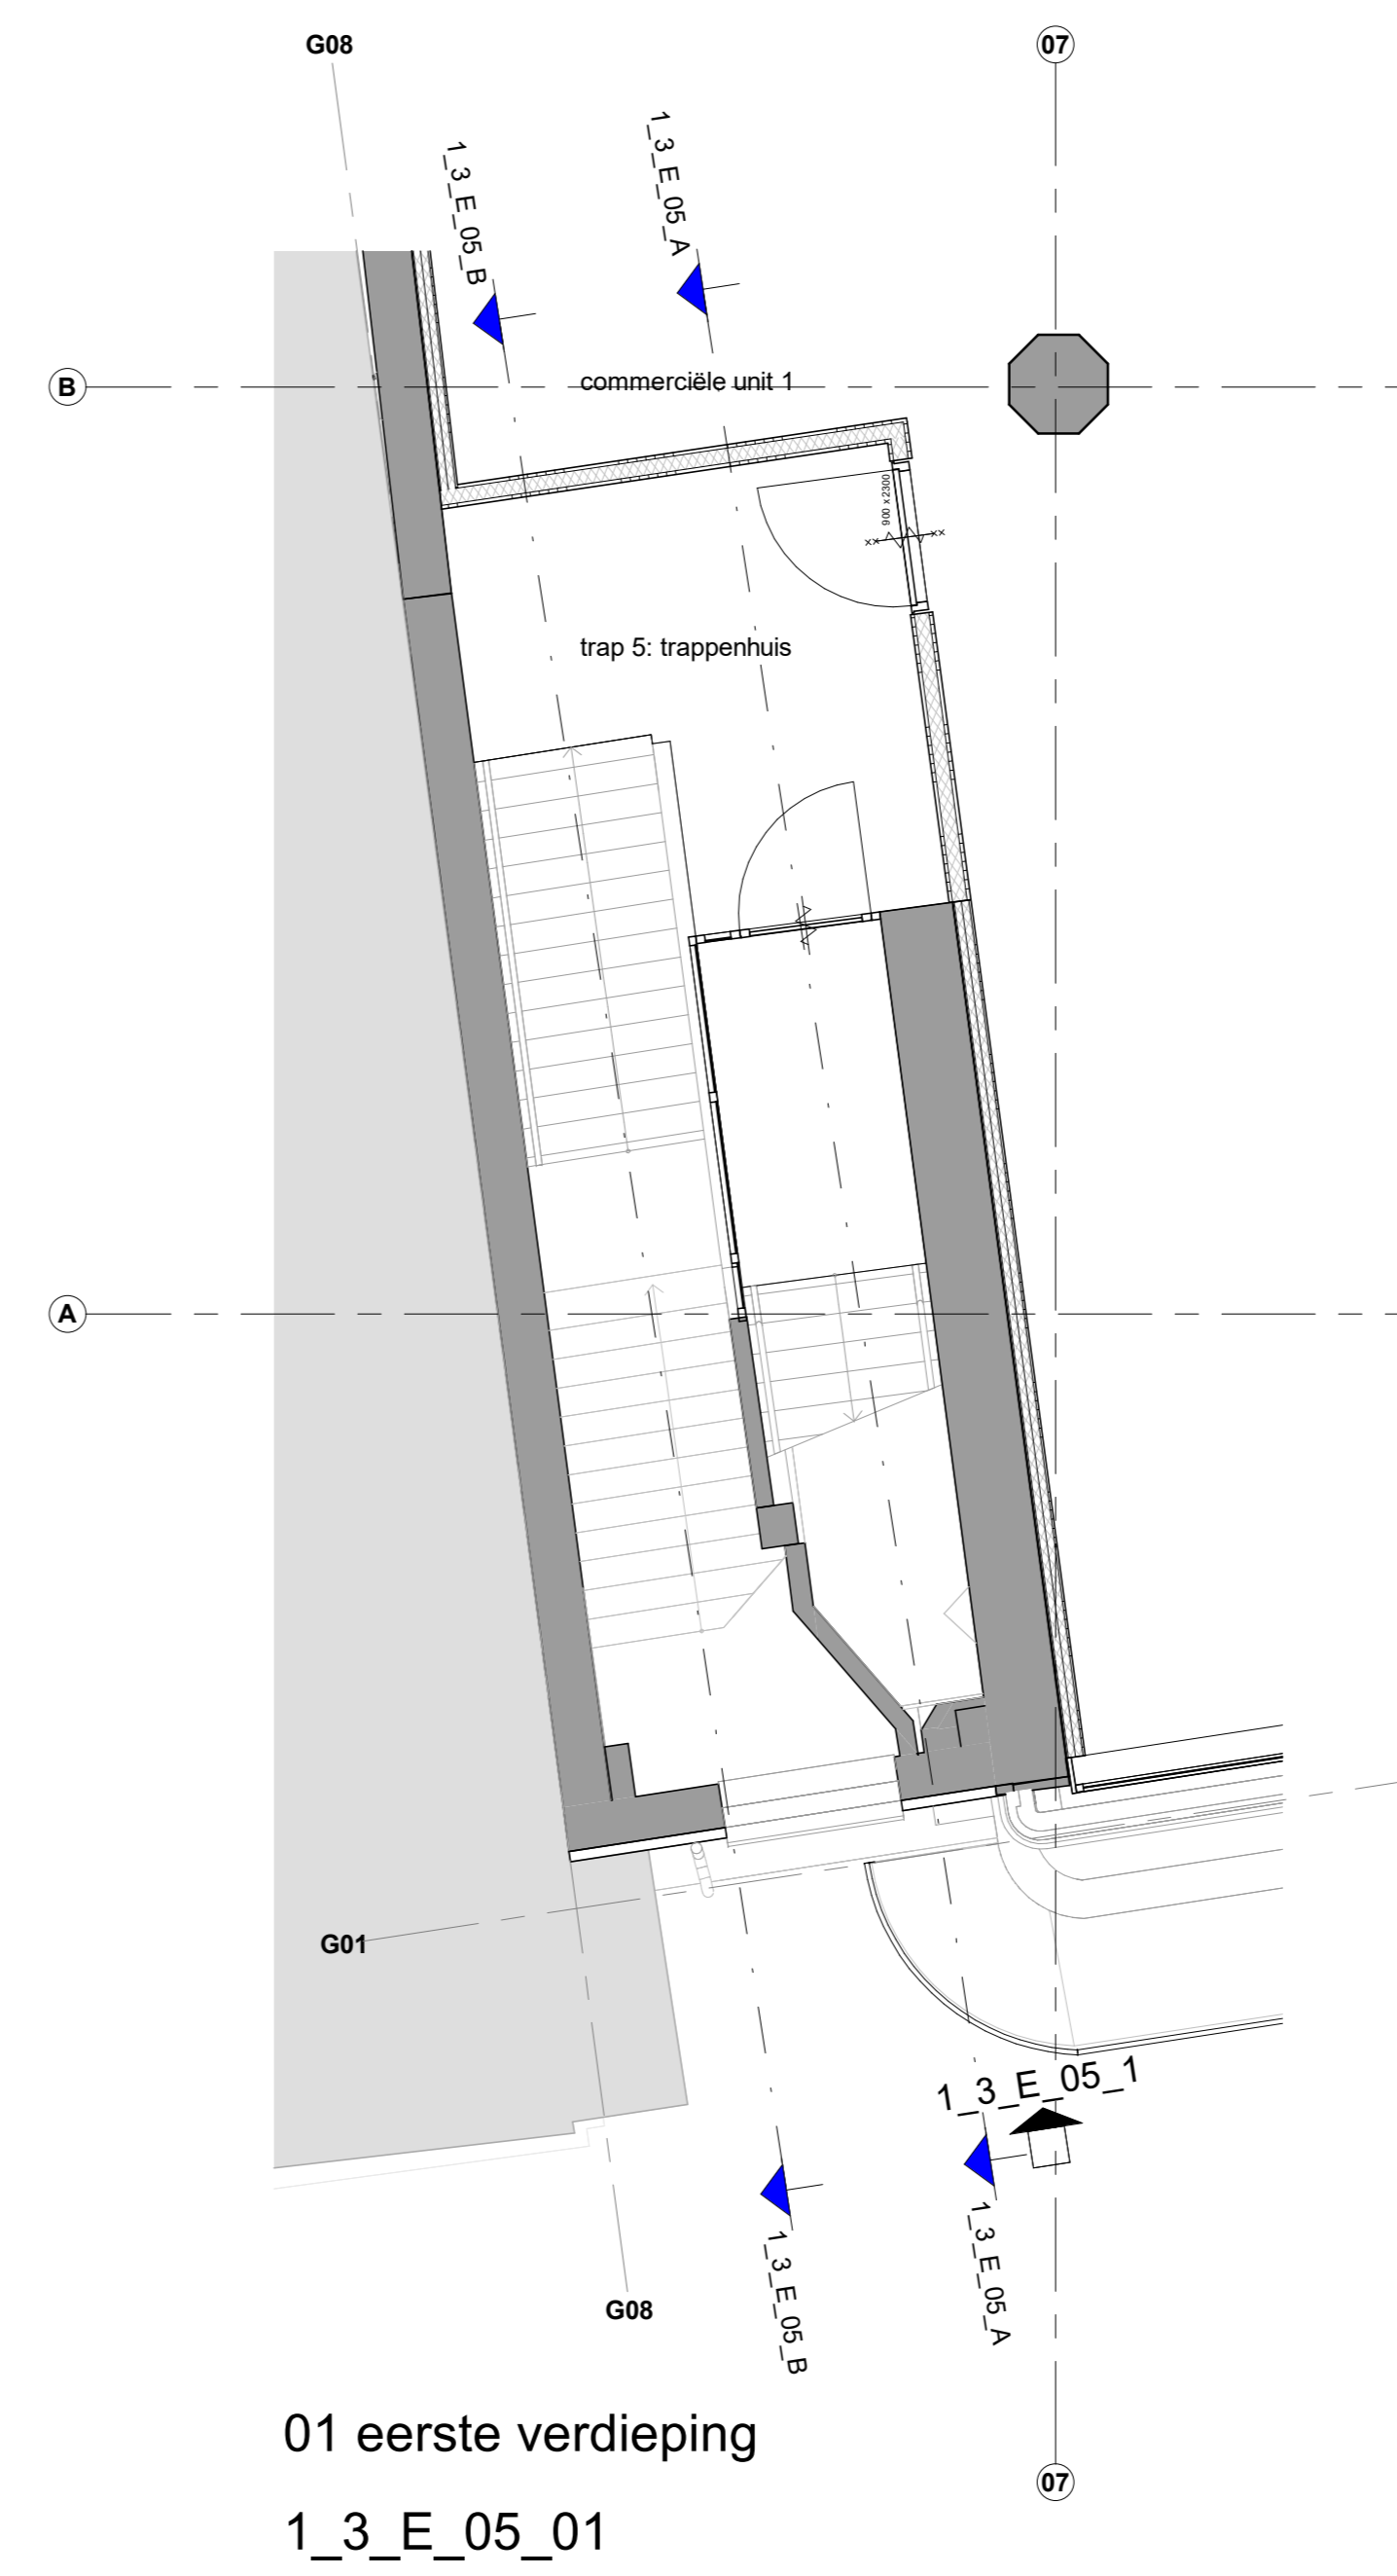 G08
07
1_3_E_05_B
1_3_E_05_A
B
commerciële unit 1
900 x 2300
trap 5: trappenhuis
A
G01
1_3_E_05_1
1_3_E_05_B
1_3_E_05_A
G08
01 eerste verdieping
07
1_3_E_05_01